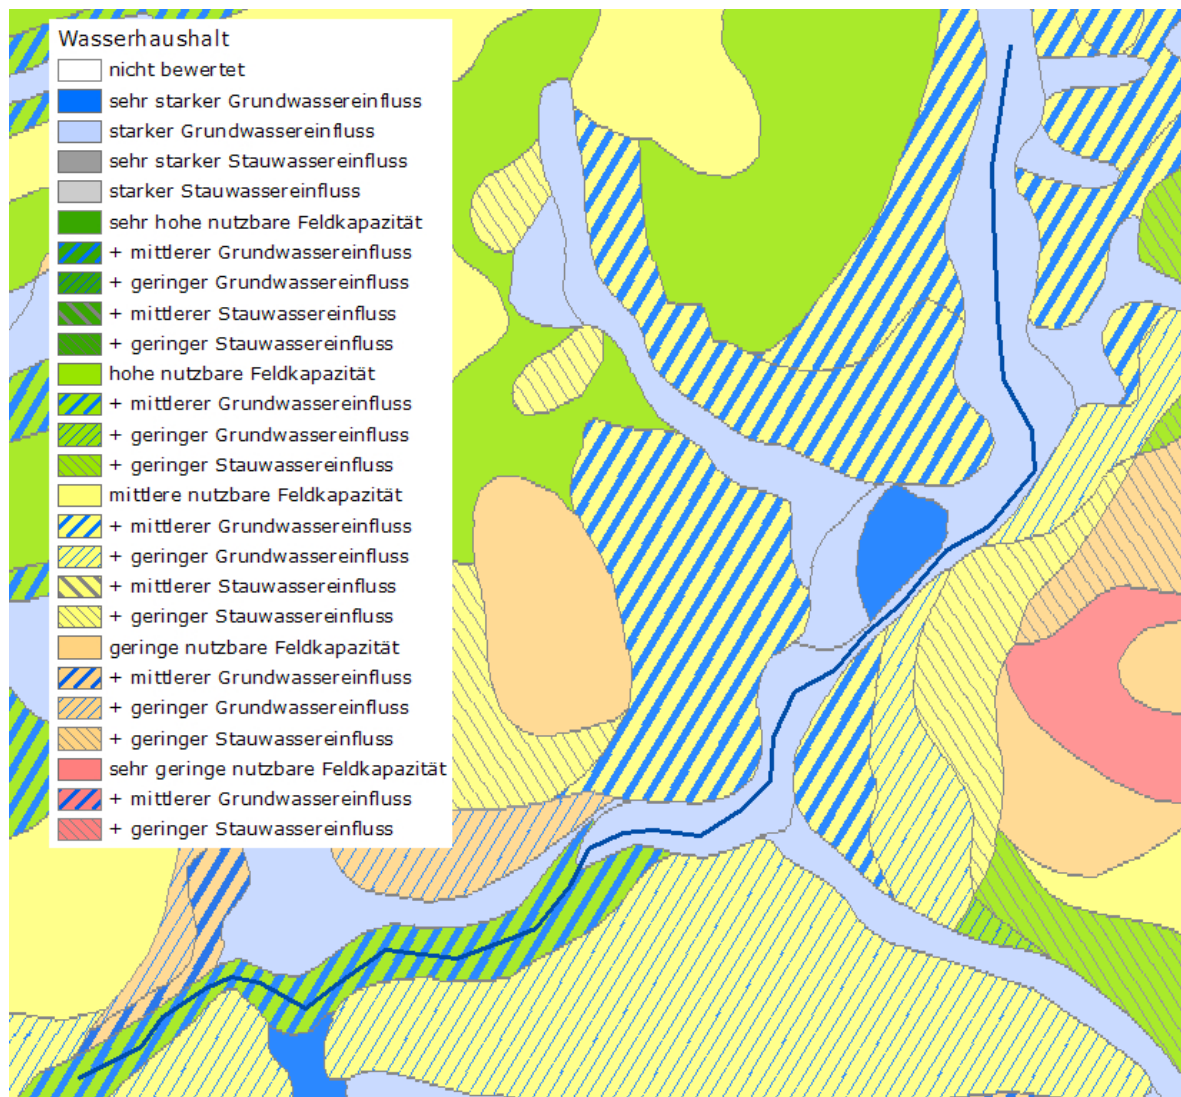 Wasserhaushalt
nicht bewertet
sehr starker Grundwassereinfluss
starker Grundwassereinfluss
sehr starker Stauwassereinfluss
starker Stauwassereinfluss
sehr hohe nutzbare Feldkapazität
+ mittlerer Grundwassereinfluss
+ geringer Grundwassereinfluss
+ mittlerer Stauwassereinfluss
+ geringer Stauwassereinfluss
hohe nutzbare Feldkapazität
+ mittlerer Grundwassereinfluss
+ geringer Grundwassereinfluss
+ geringer Stauwassereinfluss
mittlere nutzbare Feldkapazität
+ mittlerer Grundwassereinfluss
+ geringer Grundwassereinfluss
+ mittlerer Stauwassereinfluss
+ geringer Stauwassereinfluss
geringe nutzbare Feldkapazität
+ mittlerer Grundwassereinfluss
+ geringer Grundwassereinfluss
+ geringer Stauwassereinfluss
sehr geringe nutzbare Feldkapazität
+ mittlerer Grundwassereinfluss
+ geringer Stauwassereinfluss